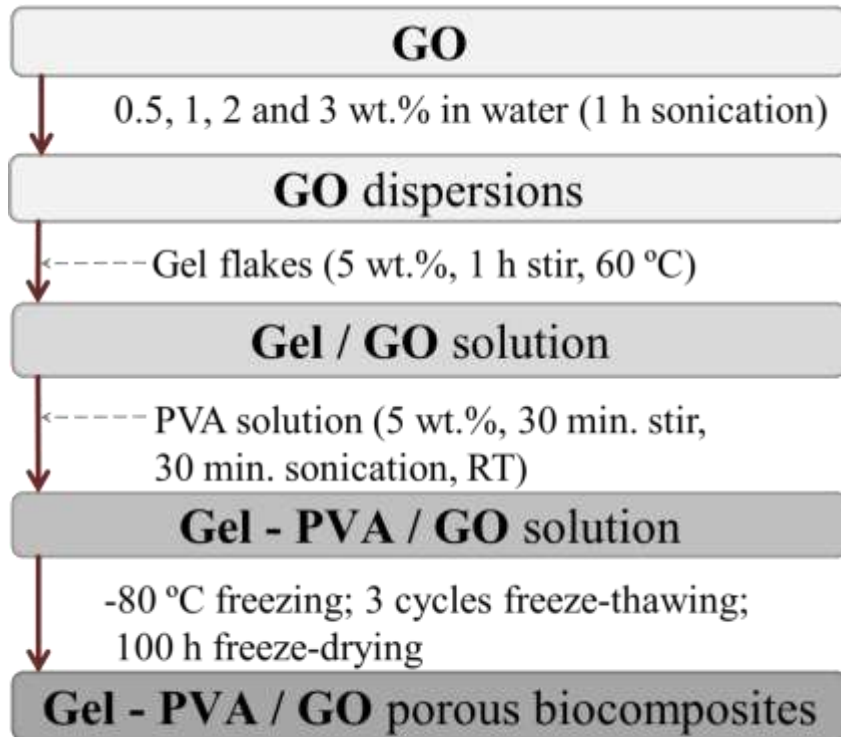 GO
0.5, 1, 2 and 3 wt.% in water (1 h sonication)
GO dispersions
Gel flakes (5 wt.%, 1 h stir, 60 ºC)
Gel / GO solution
PVA solution (5 wt.%, 30 min. stir,
30 min. sonication, RT)
Gel - PVA / GO solution
-80 ºC freezing; 3 cycles freeze-thawing;
100 h freeze-drying
Gel - PVA / GO porous biocomposites